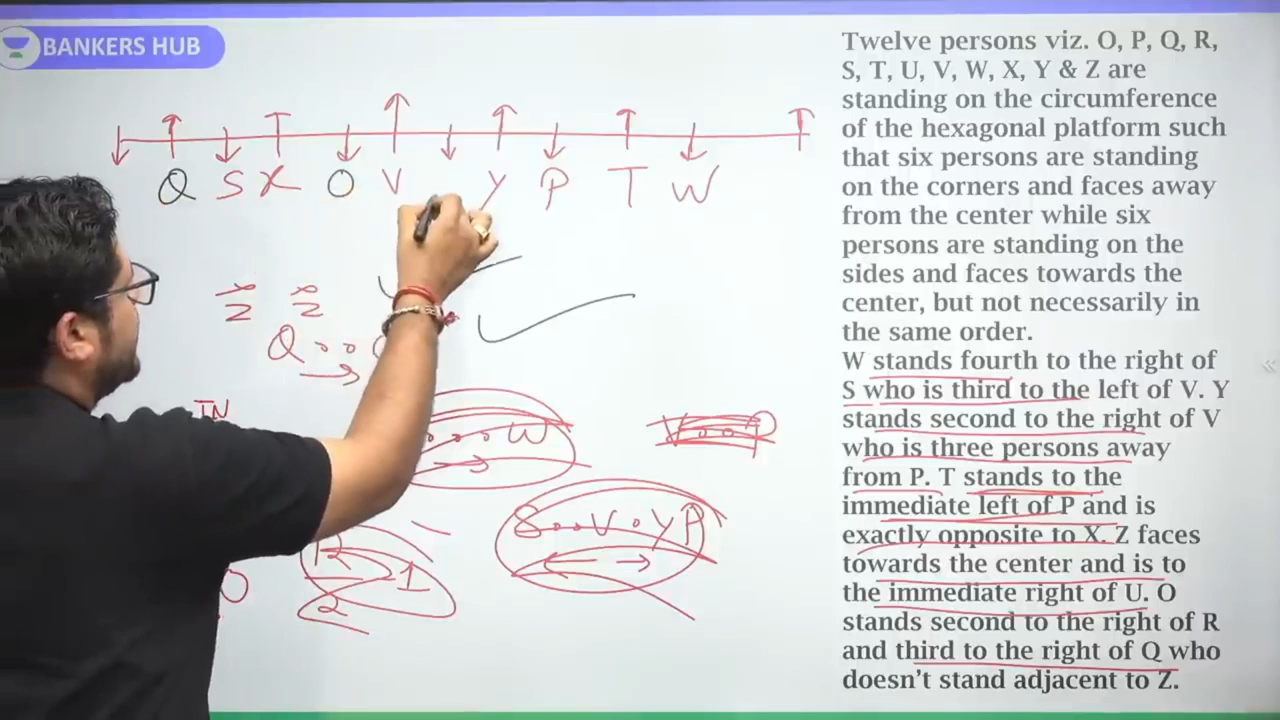 BANKERS HUB
Q S X O V Y P T W
Q
IN
W
V o o P
S o o V o Y P
R
2 1
O
Twelve persons viz. O, P, Q, R,
S, T, U, V, W, X, Y & Z are
standing on the circumference
of the hexagonal platform such
that six persons are standing
on the corners and faces away
from the center while six
persons are standing on the
sides and faces towards the
center, but not necessarily in
the same order.
W stands fourth to the right of
S who is third to the left of V. Y
stands second to the right of V
who is three persons away
from P. T stands to the
immediate left of P and is
exactly opposite to X. Z faces
towards the center and is to
the immediate right of U. O
stands second to the right of R
and third to the right of Q who
doesn't stand adjacent to Z.